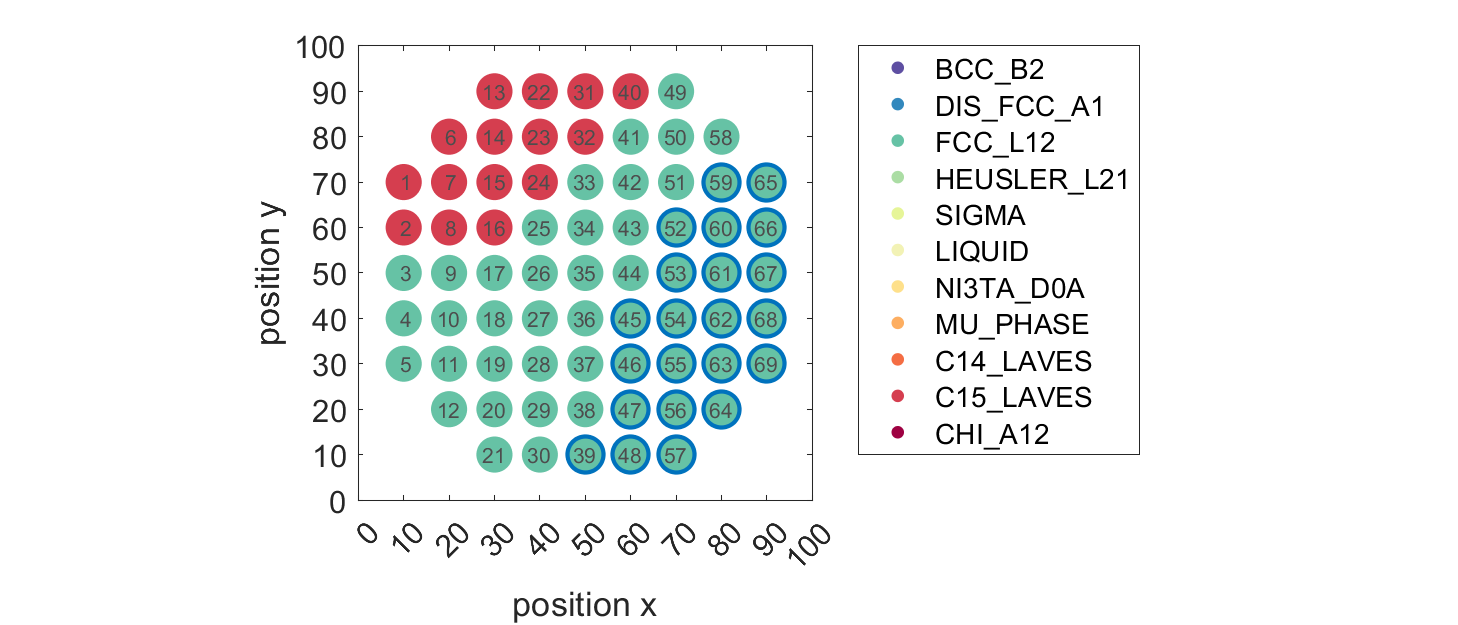 100
90
80
70
60
50
40
30
20
10
0
position y
13 22 31 40 49
6 14 23 32 41 50 58
1 7 15 24 33 42 51 59 65
2 8 16 25 34 43 52 60 66
3 9 17 26 35 44 53 61 67
4 10 18 27 36 45 54 62 68
5 11 19 28 37 46 55 63 69
12 20 29 38 47 56 64
21 30 39 48 57
0 10 20 30 40 50 60 70 80 90 100
position x
BCC_B2
DIS_FCC_A1
FCC_L12
HEUSLER_L21
SIGMA
LIQUID
NI3TA_D0A
MU_PHASE
C14_LAVES
C15_LAVES
CHI_A12